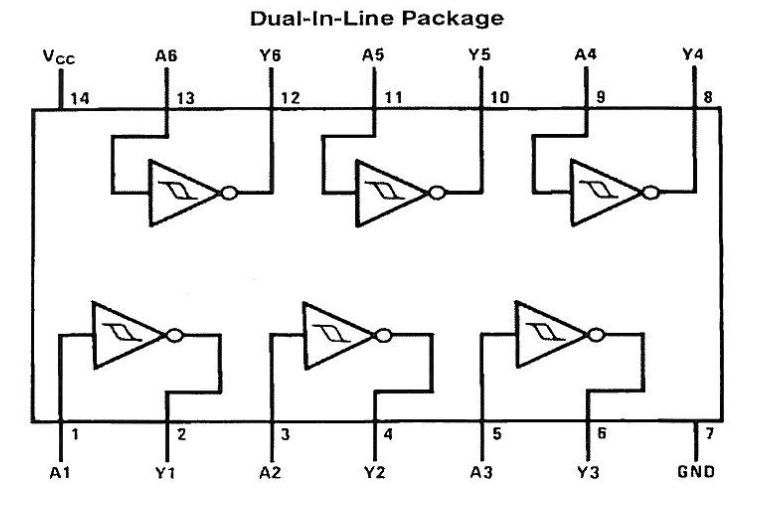 Dual-In-Line Package
VCC A6 Y6 A5 Y5 A4 Y4
14 13 12 11 10 9 8
1 2 3 4 5 6 7
A1 Y1 A2 Y2 A3 Y3 GND